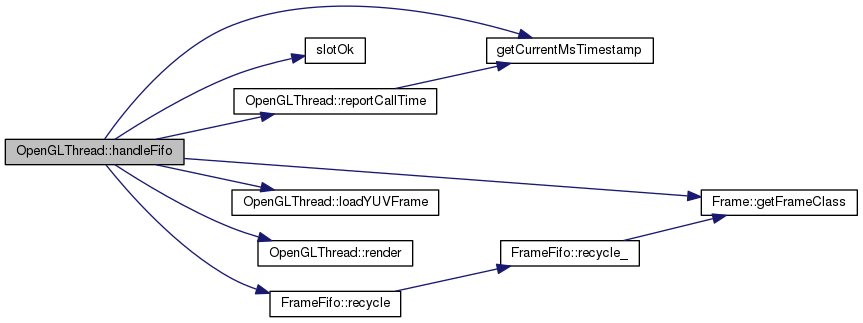 slotOk
getCurrentMsTimestamp
OpenGLThread::reportCallTime
OpenGLThread::handleFifo
OpenGLThread::loadYUVFrame
Frame::getFrameClass
OpenGLThread::render
FrameFifo::recycle_
FrameFifo::recycle